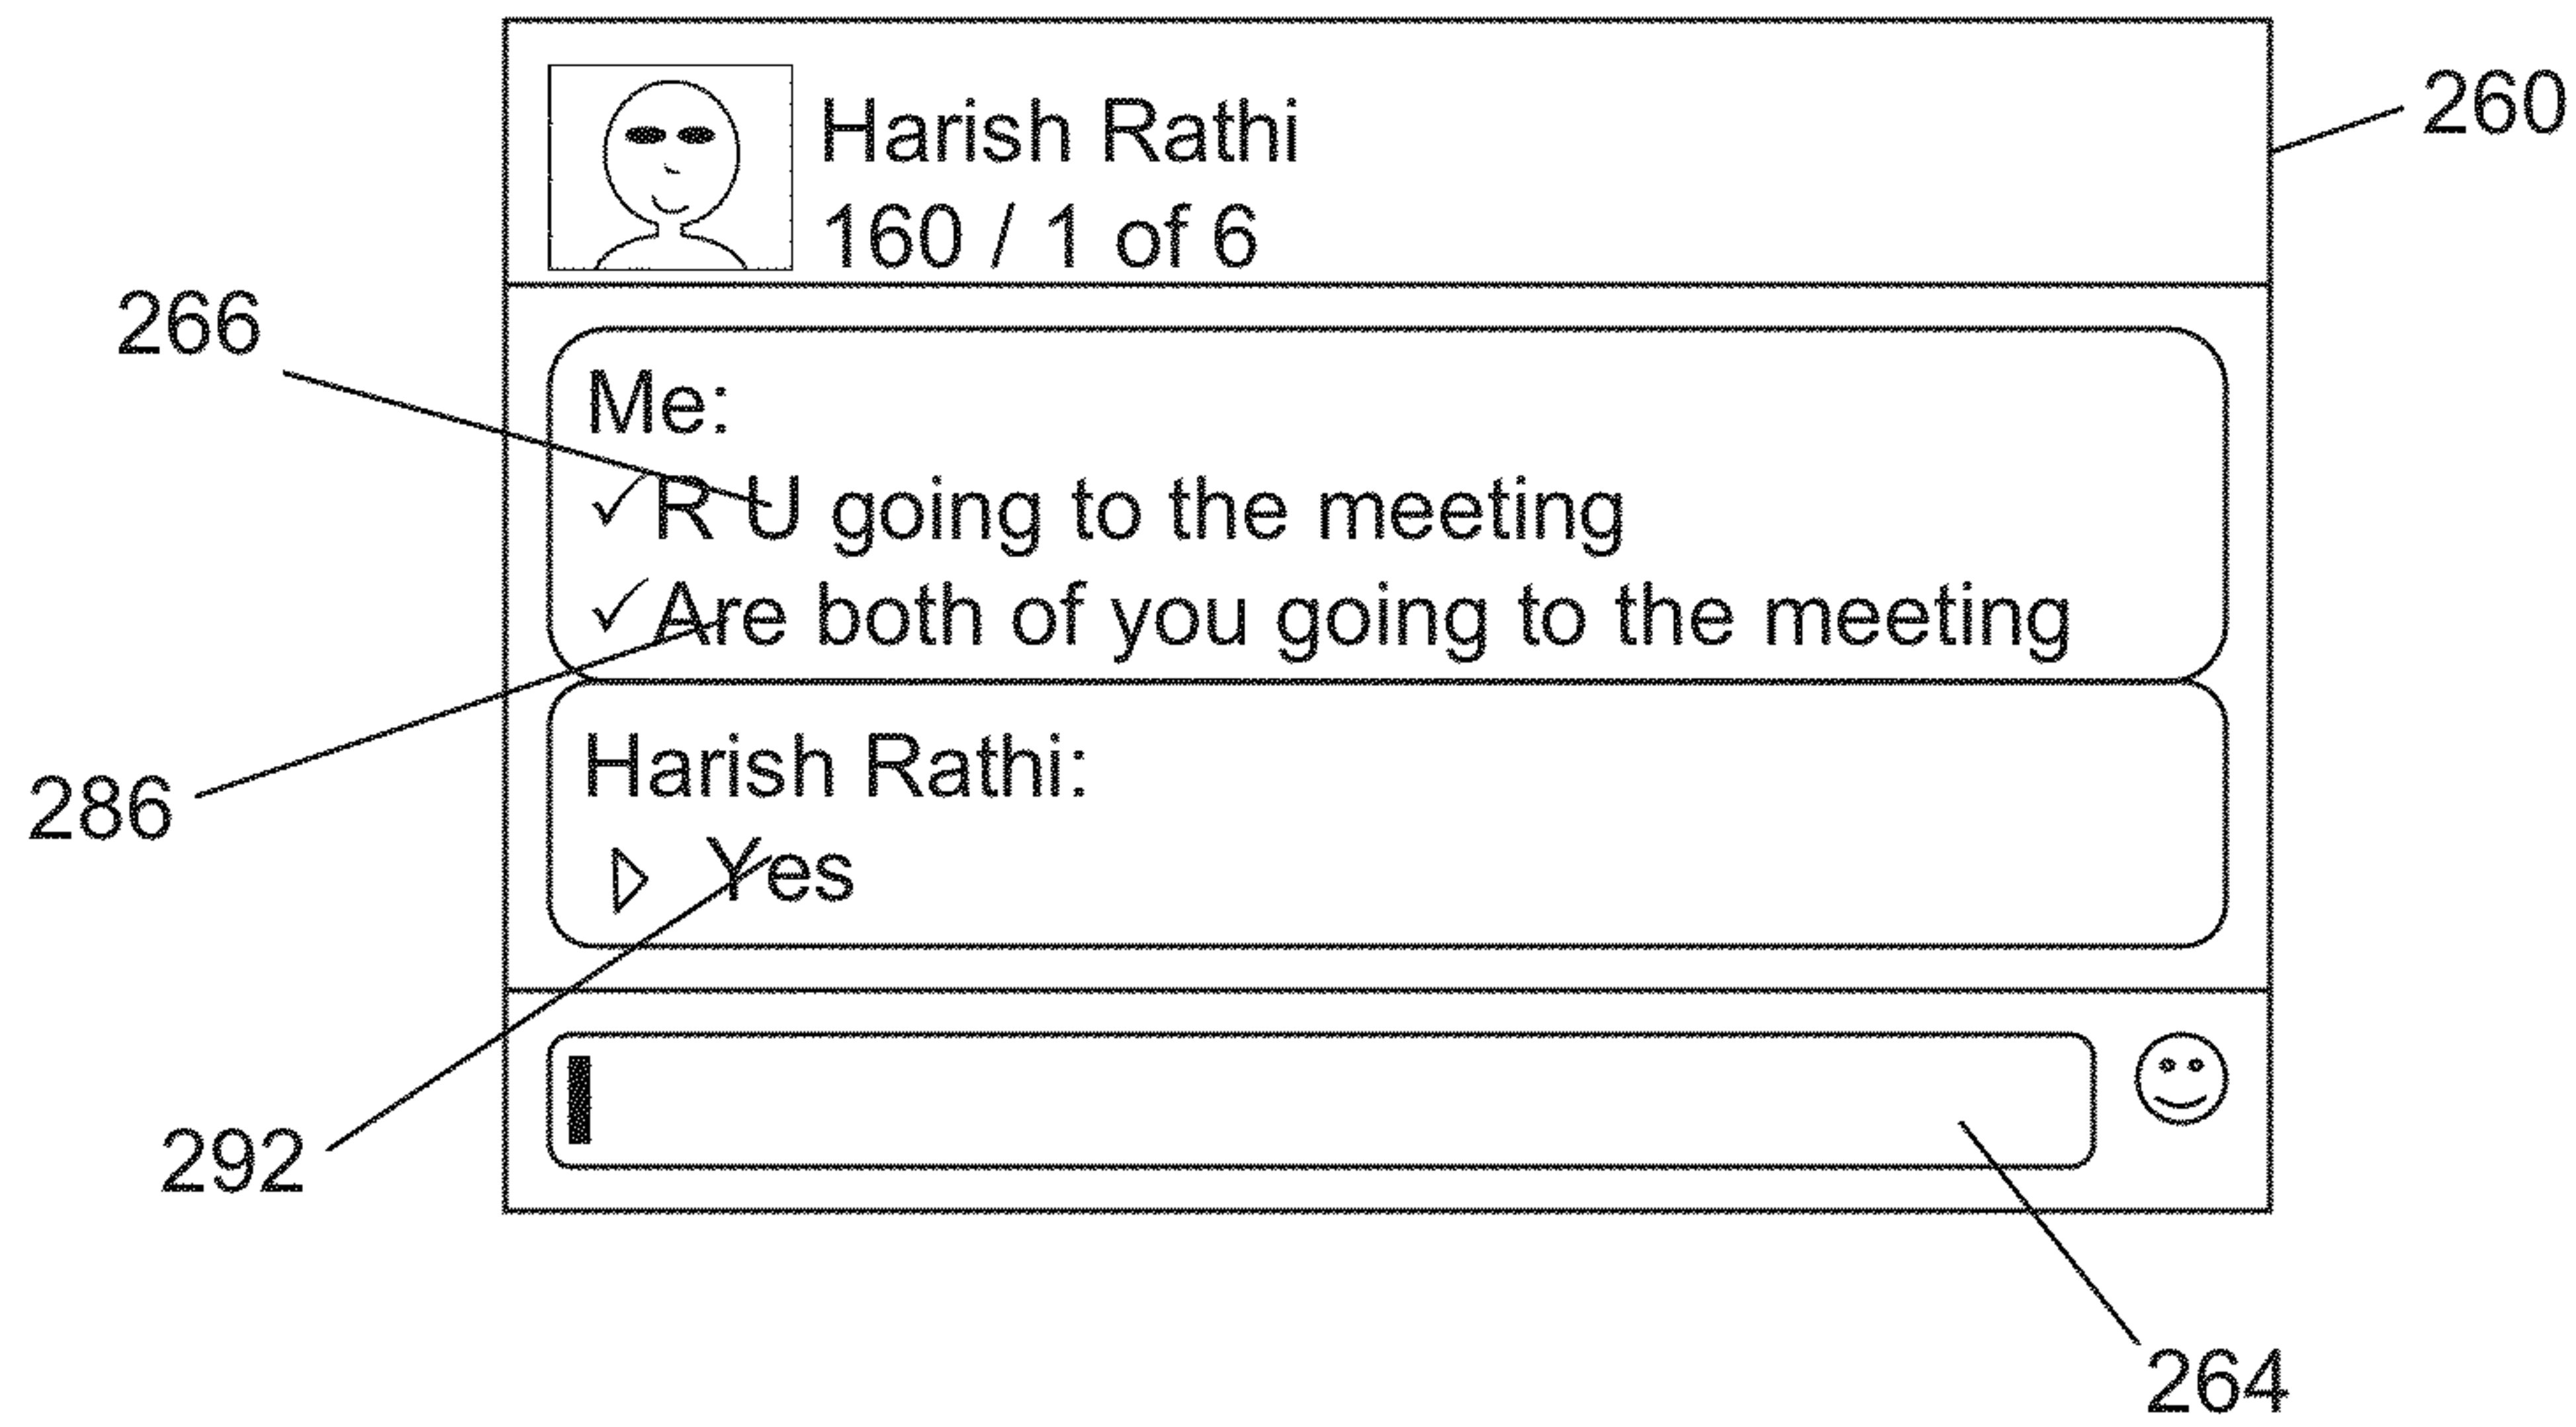 260
Harish Rathi
160 / 1 of 6
266
Me:
✓R U going to the meeting
✓Are both of you going to the meeting
286
Harish Rathi:
▷ Yes
292
264